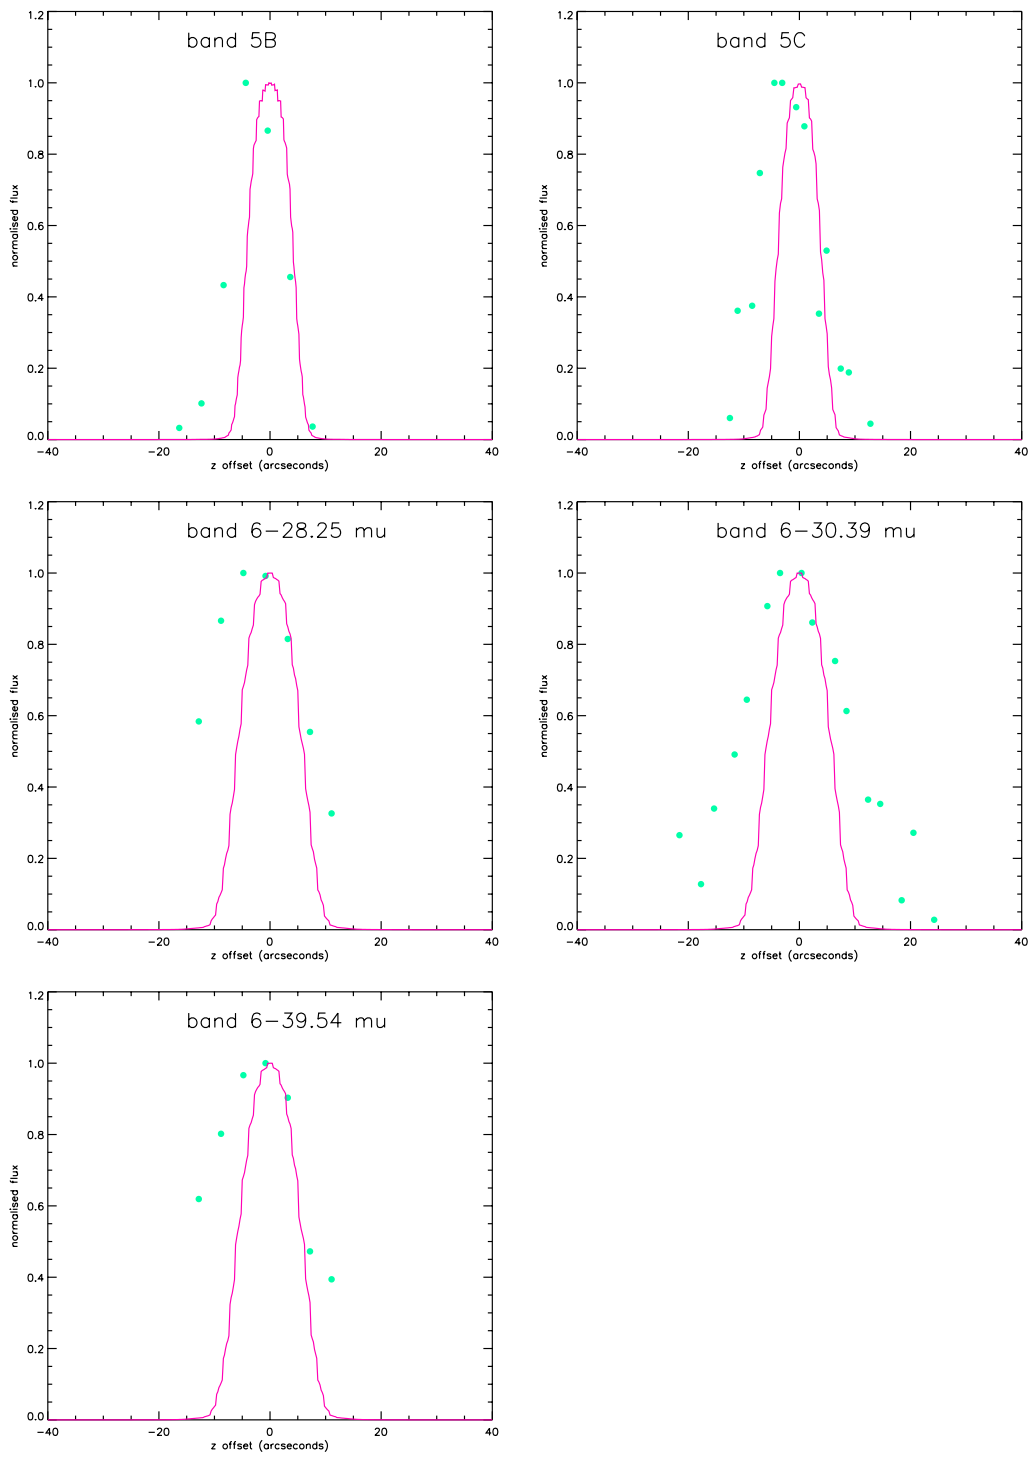 band 5B
1.2
1.0
0.8
0.6
0.4
0.2
0.0
normalised flux
−40 −20 0 20 40
z offset (arcseconds)
band 5C
1.2
1.0
0.8
0.6
0.4
0.2
0.0
normalised flux
−40 −20 0 20 40
z offset (arcseconds)
band 6−28.25 mu
1.2
1.0
0.8
0.6
0.4
0.2
0.0
normalised flux
−40 −20 0 20 40
z offset (arcseconds)
band 6−30.39 mu
1.2
1.0
0.8
0.6
0.4
0.2
0.0
normalised flux
−40 −20 0 20 40
z offset (arcseconds)
band 6−39.54 mu
1.2
1.0
0.8
0.6
0.4
0.2
0.0
normalised flux
−40 −20 0 20 40
z offset (arcseconds)